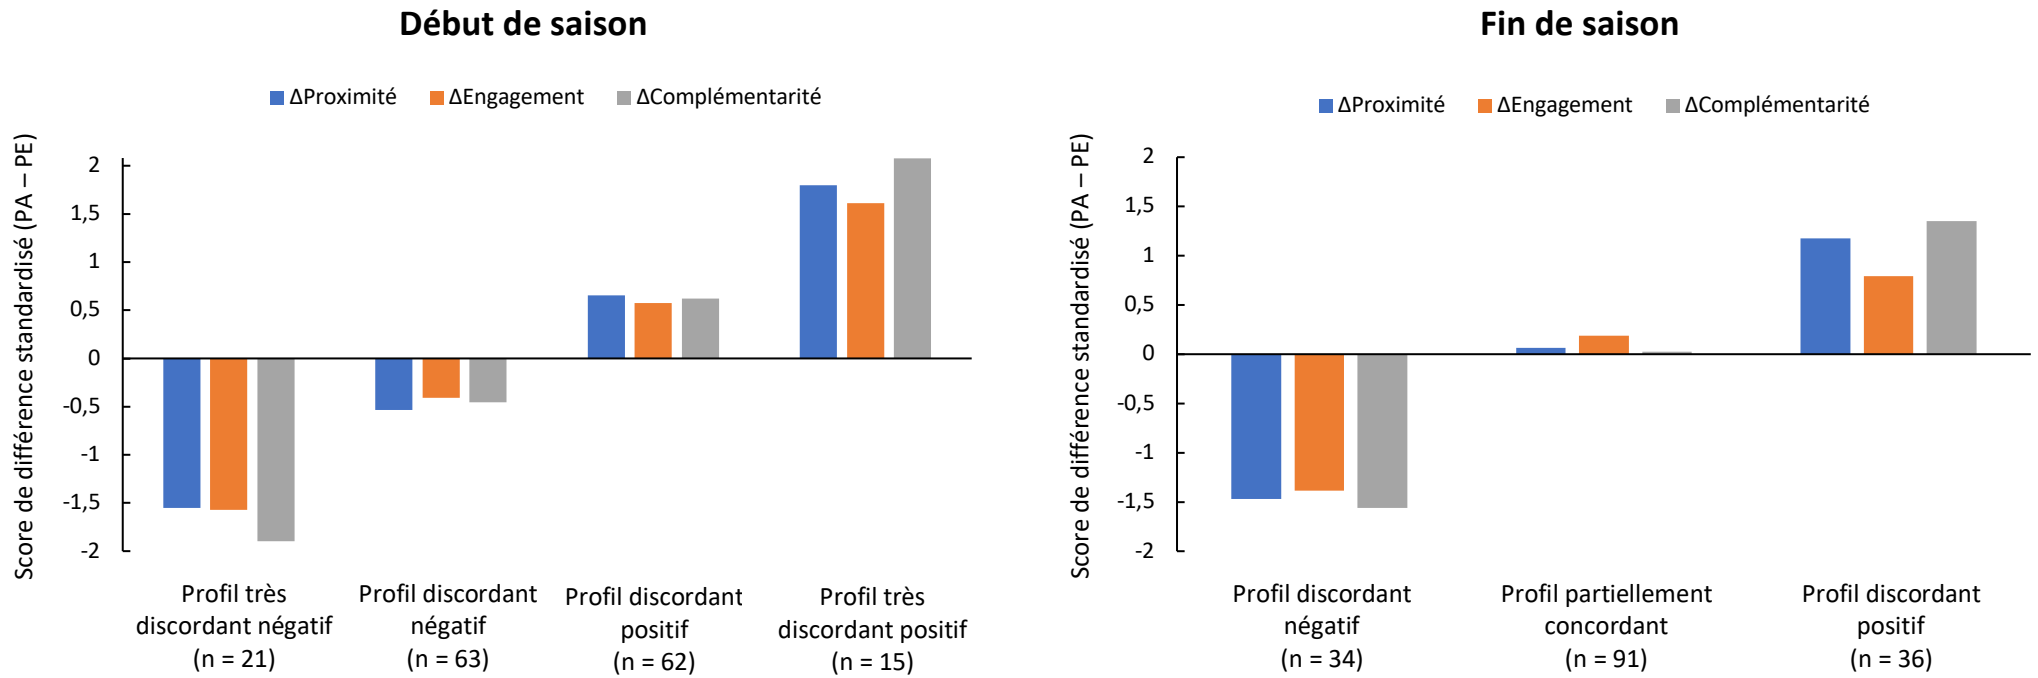 Début de saison
ΔProximité ΔEngagement ΔComplémentarité
Score de différence standardisé (PA – PE)
2
1,5
1
0,5
0
-0,5
-1
-1,5
-2
Profil très
discordant négatif
(n = 21)
Profil discordant
négatif
(n = 63)
Profil discordant
positif
(n = 62)
Profil très
discordant positif
(n = 15)
Fin de saison
ΔProximité ΔEngagement ΔComplémentarité
Score de différence standardisé (PA – PE)
2
1,5
1
0,5
0
-0,5
-1
-1,5
-2
Profil discordant
négatif
(n = 34)
Profil partiellement
concordant
(n = 91)
Profil discordant
positif
(n = 36)